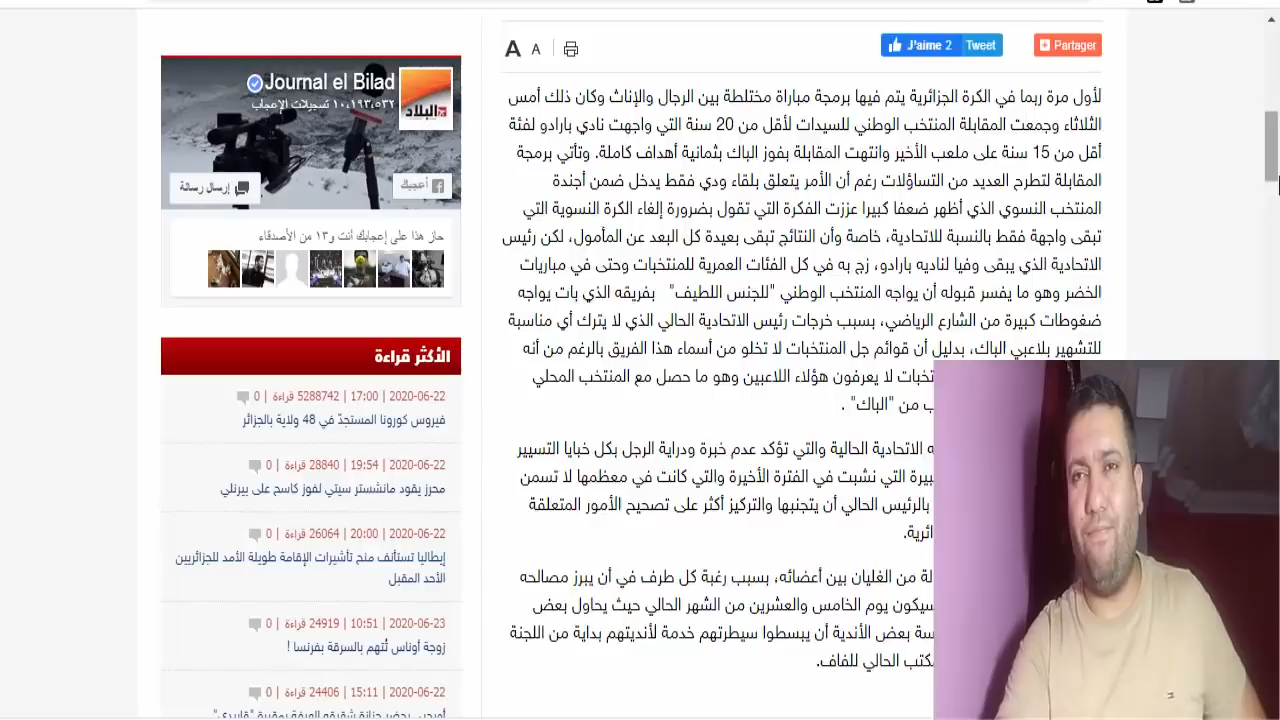 Journal el Bilad
١٠,١٩٣,٥٣٢ تسجيلات الإعجاب
البلاد
أعجبك
إرسال رسالة
حاز هذا على إعجابك أنت و١٣ من الأصدقاء
الأكثر قراءة
2020-06-22 | 17:00 | 5288742 قراءة | 0
فيروس كورونا المستجدّ في 48 ولاية بالجزائر
2020-06-22 | 19:54 | 28840 قراءة | 0
محرز يقود مانشستر سيتي لفوز كاسح على بيرنلي
2020-06-22 | 20:00 | 26064 قراءة | 0
إيطاليا تستأنف منح تأشيرات الإقامة طويلة الأمد للجزائريين
الأحد المقبل
2020-06-23 | 10:51 | 24919 قراءة | 0
زوجة أوناس تُتهم بالسرقة بفرنسا !
2020-06-22 | 15:11 | 24406 قراءة | 0
A A
J'aime 2
Tweet
Partager
لأول مرة ربما في الكرة الجزائرية يتم فيها برمجة مباراة مختلطة بين الرجال والإناث وكان ذلك أمس
الثلاثاء وجمعت المقابلة المنتخب الوطني للسيدات لأقل من 20 سنة التي واجهت نادي بارادو لفئة
أقل من 15 سنة على ملعب الأخير وانتهت المقابلة بفوز الباك بثمانية أهداف كاملة. وتأتي برمجة
المقابلة لتطرح العديد من التساؤلات رغم أن الأمر يتعلق بلقاء ودي فقط يدخل ضمن أجندة
المنتخب النسوي الذي أظهر ضعفا كبيرا عززت الفكرة التي تقول بضرورة إلغاء الكرة النسوية التي
تبقى واجهة فقط بالنسبة للاتحادية، خاصة وأن النتائج تبقى بعيدة كل البعد عن المأمول، لكن رئيس
الاتحادية الذي يبقى وفيا لناديه بارادو، زج به في كل الفئات العمرية للمنتخبات وحتى في مباريات
الخضر وهو ما يفسر قبوله أن يواجه المنتخب الوطني "للجنس اللطيف" بفريقه الذي بات يواجه
ضغوطات كبيرة من الشارع الرياضي، بسبب خرجات رئيس الاتحادية الحالي الذي لا يترك أي مناسبة
للتشهير بلاعبي الباك، بدليل أن قوائم جل المنتخبات لا تخلو من أسماء هذا الفريق بالرغم من أنه
تخبات لا يعرفون هؤلاء اللاعبين وهو ما حصل مع المنتخب المحلي
ب من "الباك" .
ه الاتحادية الحالية والتي تؤكد عدم خبرة ودراية الرجل بكل خبايا التسيير
بيرة التي نشبت في الفترة الأخيرة والتي كانت في معظمها لا تسمن
بالرئيس الحالي أن يتجنبها والتركيز أكثر على تصحيح الأمور المتعلقة
ائرية.
لة من الغليان بين أعضائه، بسبب رغبة كل طرف في أن يبرز مصالحه
سيكون يوم الخامس والعشرين من الشهر الحالي حيث يحاول بعض
سة بعض الأندية أن يبسطوا سيطرتهم خدمة لأنديتهم بداية من اللجنة
كتب الحالي للفاف.